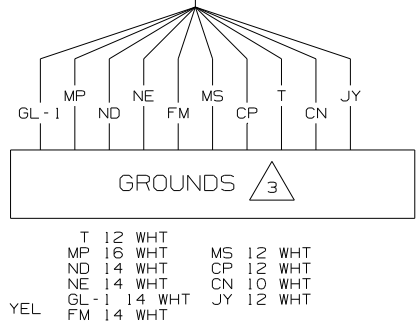 MP NE MS T JY
GL-1 ND FM CP CN
GROUNDS 3
T 12 WHT
MP 16 WHT MS 12 WHT
ND 14 WHT CP 12 WHT
NE 14 WHT CN 10 WHT
GL-1 14 WHT JY 12 WHT
YEL FM 14 WHT